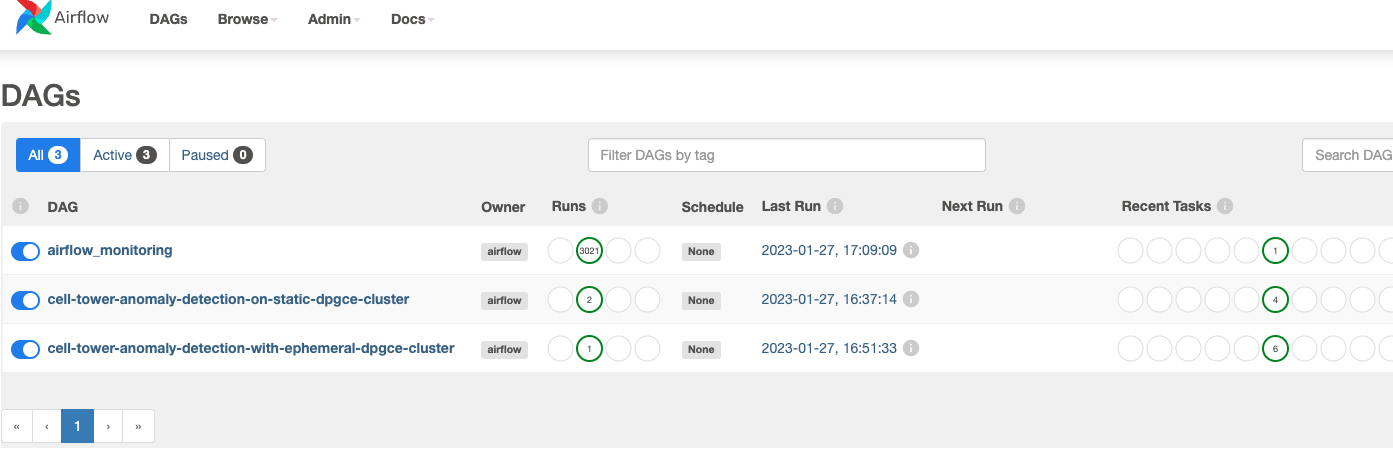 Airflow DAGs Browse Admin Docs
DAGs
All 3 Active 3 Paused 0 Filter DAGs by tag Search DAG
i DAG Owner Runs i Schedule Last Run i Next Run i Recent Tasks i
airflow_monitoring airflow 3021 None 2023-01-27, 17:09:09 i 1
cell-tower-anomaly-detection-on-static-dpgce-cluster airflow 2 None 2023-01-27, 16:37:14 i 4
cell-tower-anomaly-detection-with-ephemeral-dpgce-cluster airflow 1 None 2023-01-27, 16:51:33 i 6
« ‹ 1 › »